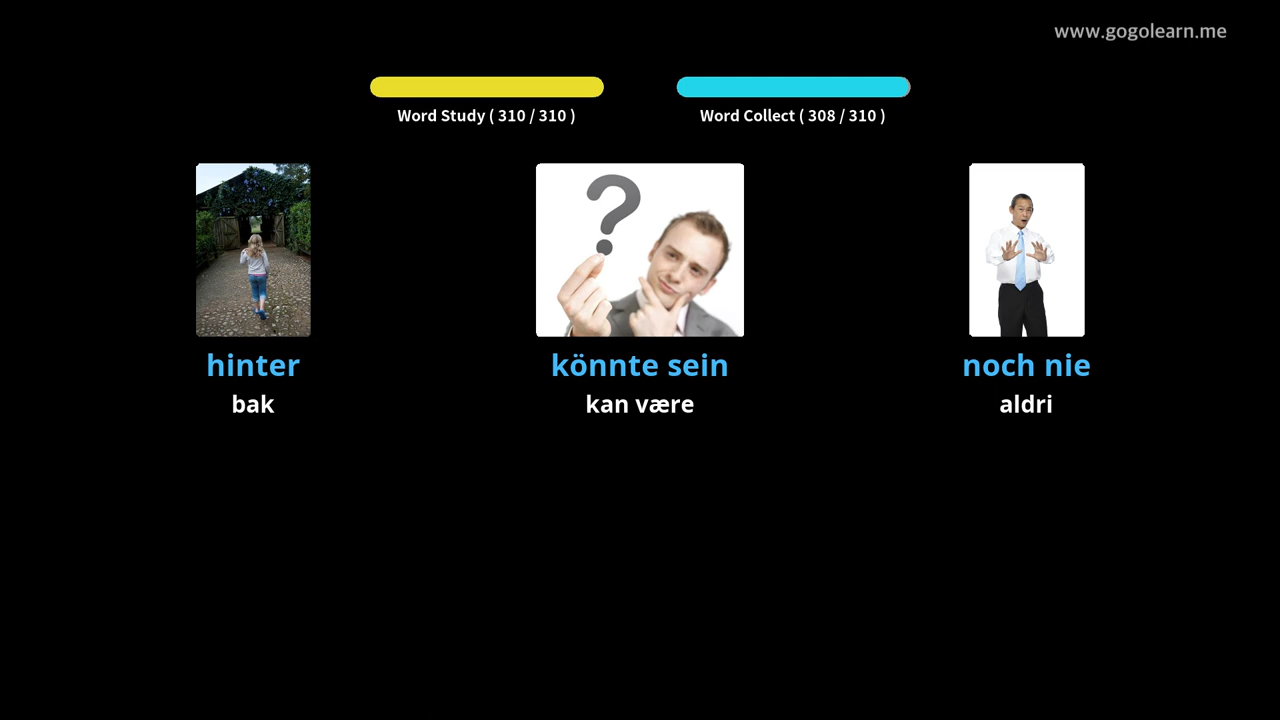 www.gogolearn.me
Word Study ( 310 / 310 )
Word Collect ( 308 / 310 )
hinter
bak
könnte sein
kan være
noch nie
aldri